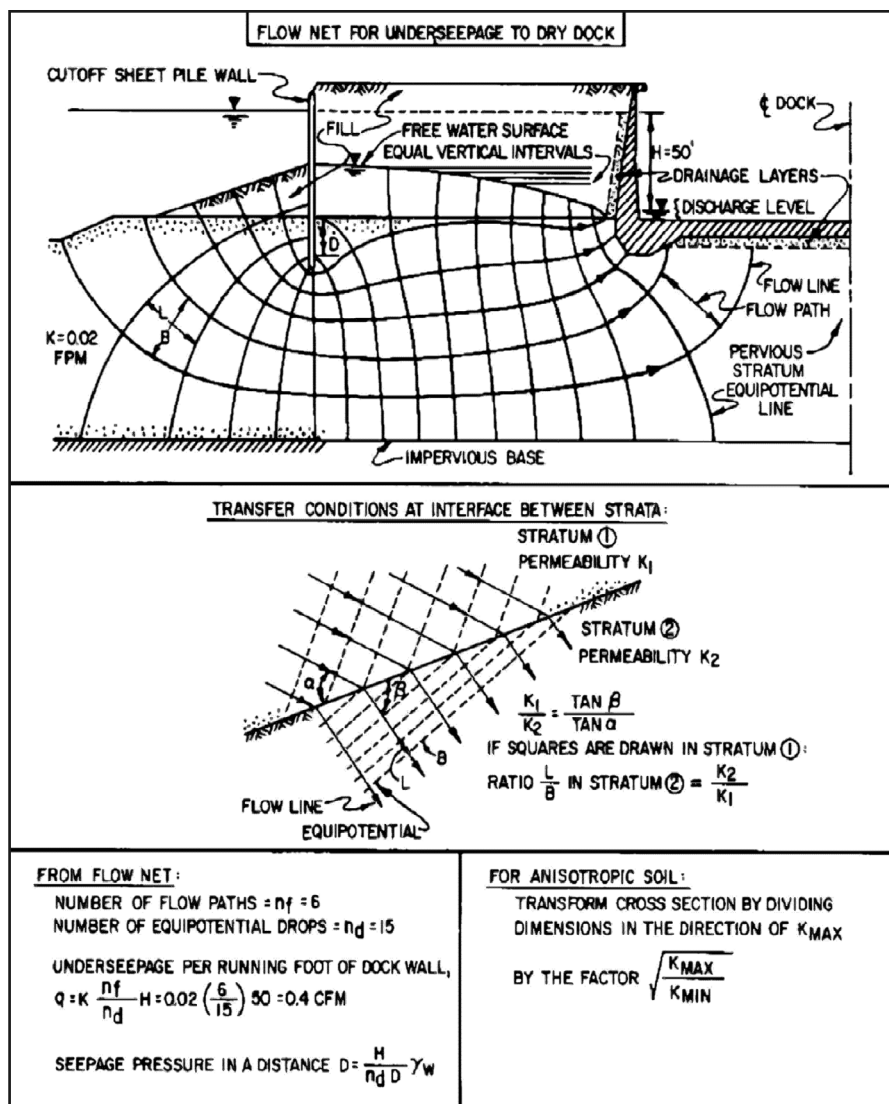 FLOW NET FOR UNDERSEEPAGE TO DRY DOCK
CUTOFF SHEET PILE WALL
FILL
FREE WATER SURFACE
EQUAL VERTICAL INTERVALS
H=50'
℄ DOCK
DRAINAGE LAYERS
DISCHARGE LEVEL
D
L
B
K=0.02
FPM
FLOW LINE
FLOW PATH
PERVIOUS
STRATUM
EQUIPOTENTIAL
LINE
IMPERVIOUS BASE
TRANSFER CONDITIONS AT INTERFACE BETWEEN STRATA:
STRATUM ①
PERMEABILITY K₁
STRATUM ②
PERMEABILITY K₂
α
β
B
L
FLOW LINE
EQUIPOTENTIAL
K₁/K₂ = TAN β/TAN α
IF SQUARES ARE DRAWN IN STRATUM ①:
RATIO L/B IN STRATUM ② = K₂/K₁
FROM FLOW NET:
NUMBER OF FLOW PATHS = nf = 6
NUMBER OF EQUIPOTENTIAL DROPS = nd = 15
UNDERSEEPAGE PER RUNNING FOOT OF DOCK WALL,
q = K nf/nd H = 0.02 (6/15) 50 = 0.4 CFM
SEEPAGE PRESSURE IN A DISTANCE D = H/nd D γw
FOR ANISOTROPIC SOIL:
TRANSFORM CROSS SECTION BY DIVIDING
DIMENSIONS IN THE DIRECTION OF KMAX
BY THE FACTOR √KMAX/KMIN